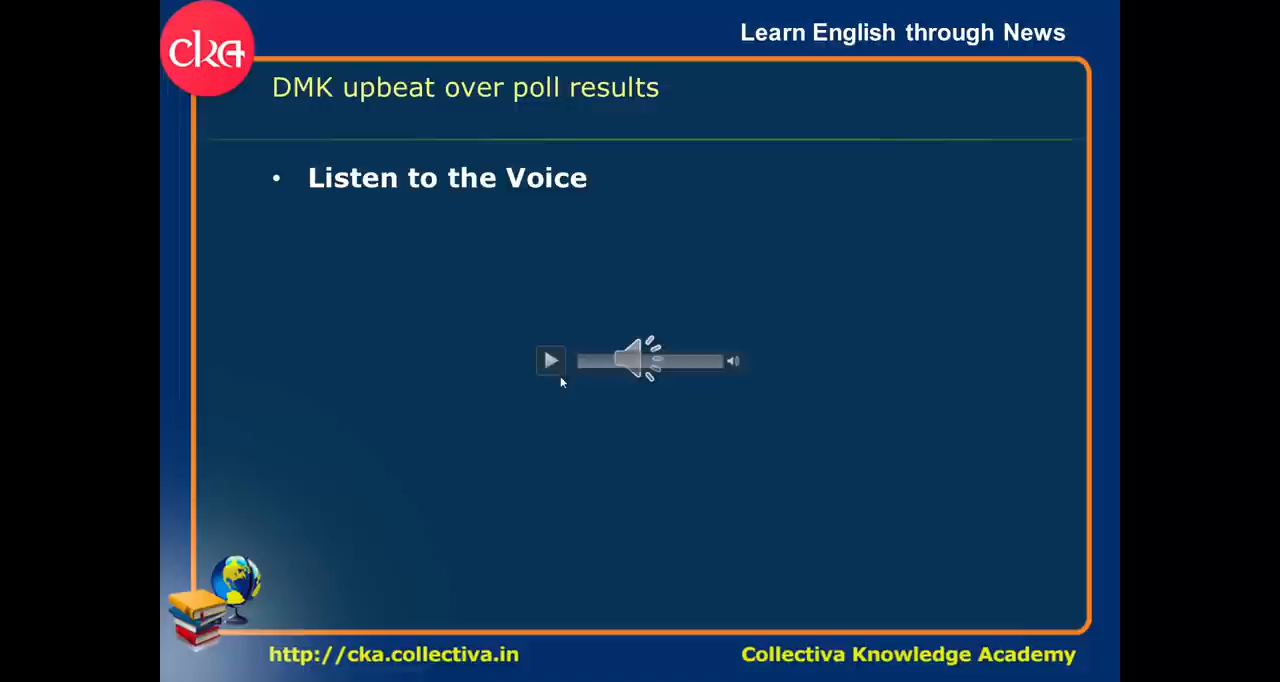 cka
Learn English through News
DMK upbeat over poll results
• Listen to the Voice
http://cka.collectiva.in
Collectiva Knowledge Academy